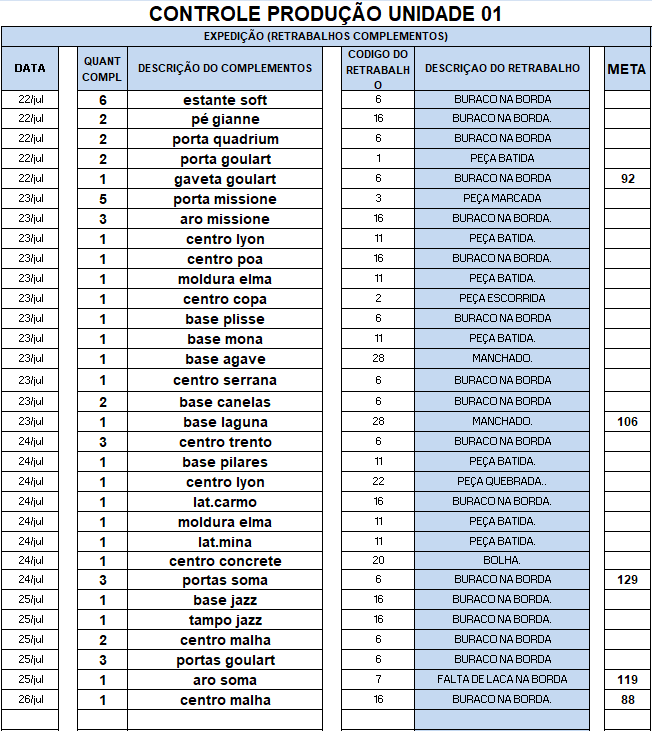 CONTROLE PRODUÇÃO UNIDADE 01
EXPEDIÇÃO (RETRABALHOS COMPLEMENTOS)
DATA QUANT COMPL DESCRIÇÃO DO COMPLEMENTOS CODIGO DO RETRABALHO DESCRIÇAO DO RETRABALHO META
22/jul 6 estante soft 6 BURACO NA BORDA
22/jul 2 pé gianne 16 BURACO NA BORDA.
22/jul 2 porta quadrium 6 BURACO NA BORDA
22/jul 2 porta goulart 1 PEÇA BATIDA
22/jul 1 gaveta goulart 6 BURACO NA BORDA 92
23/jul 5 porta missione 3 PEÇA MARCADA
23/jul 3 aro missione 16 BURACO NA BORDA.
23/jul 1 centro lyon 11 PEÇA BATIDA.
23/jul 1 centro poa 16 BURACO NA BORDA.
23/jul 1 moldura elma 11 PEÇA BATIDA.
23/jul 1 centro copa 2 PEÇA ESCORRIDA
23/jul 1 base plisse 6 BURACO NA BORDA
23/jul 1 base mona 11 PEÇA BATIDA.
23/jul 1 base agave 28 MANCHADO.
23/jul 1 centro serrana 6 BURACO NA BORDA
23/jul 2 base canelas 6 BURACO NA BORDA
23/jul 1 base laguna 28 MANCHADO. 106
24/jul 3 centro trento 6 BURACO NA BORDA
24/jul 1 base pilares 11 PEÇA BATIDA.
24/jul 1 centro lyon 22 PEÇA QUEBRADA..
24/jul 1 lat.carmo 16 BURACO NA BORDA.
24/jul 1 moldura elma 11 PEÇA BATIDA.
24/jul 1 lat.mina 11 PEÇA BATIDA.
24/jul 1 centro concrete 20 BOLHA.
24/jul 3 portas soma 6 BURACO NA BORDA 129
25/jul 1 base jazz 16 BURACO NA BORDA.
25/jul 1 tampo jazz 16 BURACO NA BORDA.
25/jul 2 centro malha 6 BURACO NA BORDA
25/jul 3 portas goulart 6 BURACO NA BORDA
25/jul 1 aro soma 7 FALTA DE LACA NA BORDA 119
26/jul 1 centro malha 16 BURACO NA BORDA. 88